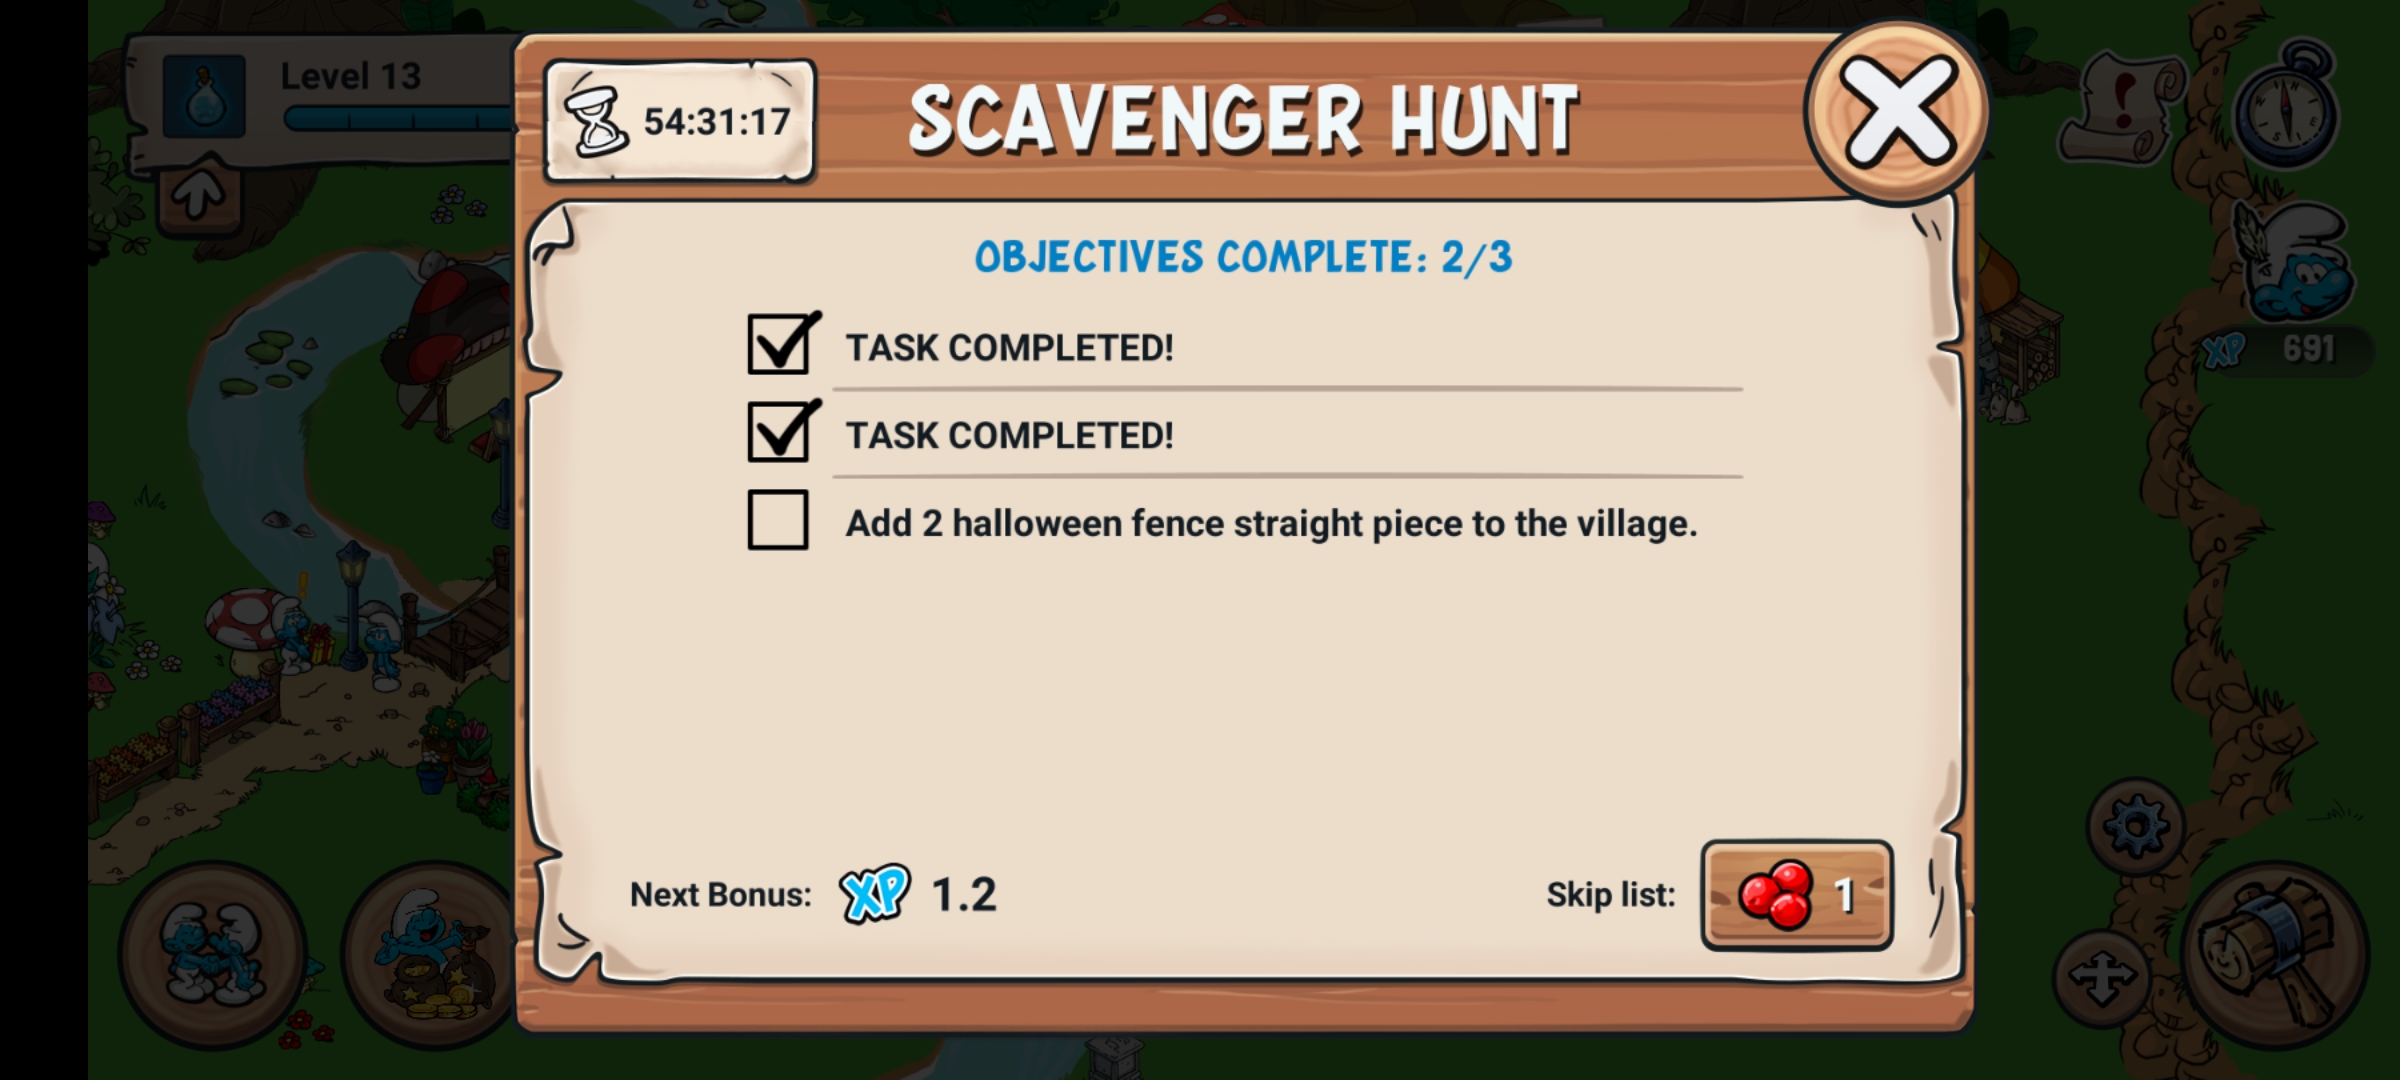 Level 13
54:31:17
SCAVENGER HUNT
OBJECTIVES COMPLETE: 2/3
TASK COMPLETED!
TASK COMPLETED!
Add 2 halloween fence straight piece to the village.
XP 691
Next Bonus: XP 1.2
Skip list: 1